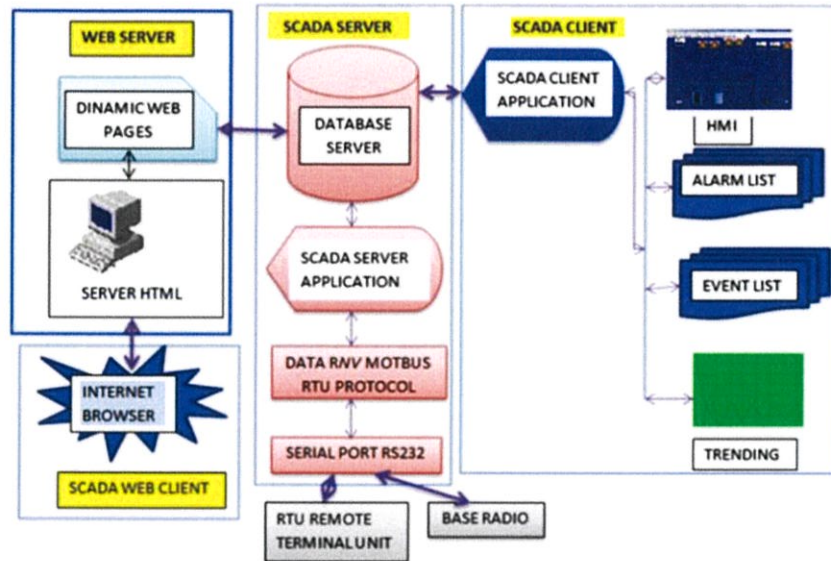 WEB SERVER
DINAMIC WEB
PAGES
SERVER HTML
INTERNET
BROWSER
SCADA WEB CLIENT
SCADA SERVER
DATABASE
SERVER
SCADA SERVER
APPLICATION
DATA RNV MOTBUS
RTU PROTOCOL
SERIAL PORT RS232
RTU REMOTE
TERMINAL UNIT
BASE RADIO
SCADA CLIENT
SCADA CLIENT
APPLICATION
HMI
ALARM LIST
EVENT LIST
TRENDING